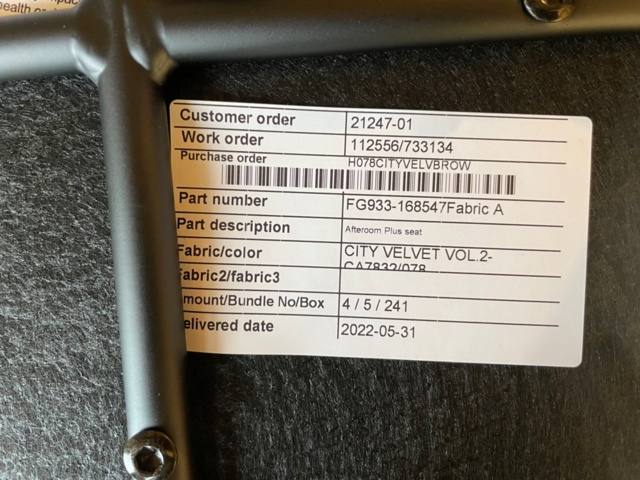 health
Customer order 21247-01
Work order 112556/733134
Purchase order H078CITYVELVBROW
Part number FG933-168547Fabric A
Part description Afteroom Plus seat
Fabric/color CITY VELVET VOL.2-
CA7832/078
abric2/fabric3
mount/Bundle No/Box 4 / 5 / 241
elivered date 2022-05-31